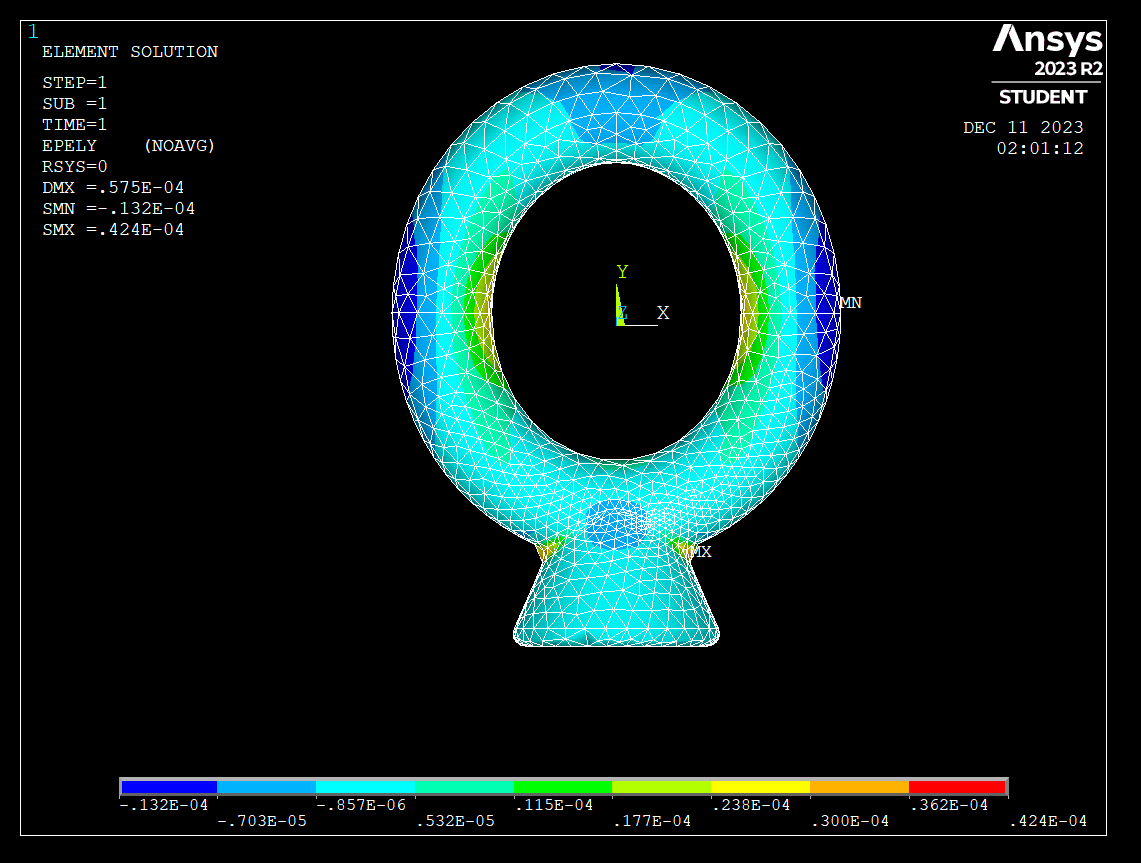 1
ELEMENT SOLUTION
STEP=1
SUB =1
TIME=1
EPELY (NOAVG)
RSYS=0
DMX =.575E-04
SMN =-.132E-04
SMX =.424E-04
Ansys
2023 R2
STUDENT
DEC 11 2023
02:01:12
Y
Z X
MN
MX
-.132E-04 -.857E-06 .115E-04 .238E-04 .362E-04
-.703E-05 .532E-05 .177E-04 .300E-04 .424E-04